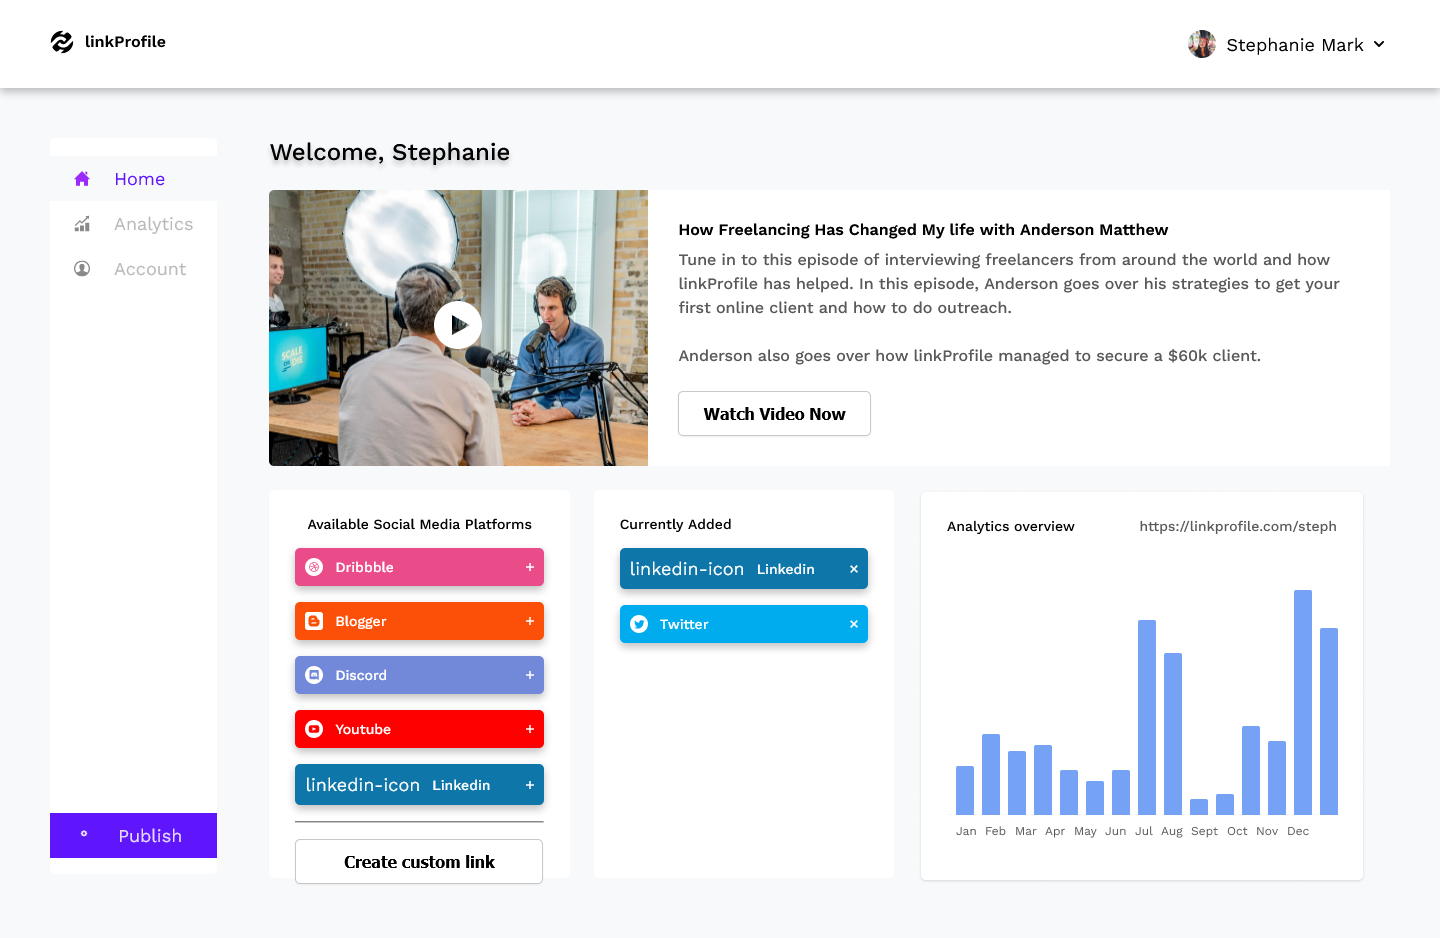 linkProfile
Stephanie Mark
Home
Analytics
Account
Publish
Welcome, Stephanie
SCALE
How Freelancing Has Changed My life with Anderson Matthew
Tune in to this episode of interviewing freelancers from around the world and how
linkProfile has helped. In this episode, Anderson goes over his strategies to get your
first online client and how to do outreach.
Anderson also goes over how linkProfile managed to secure a $60k client.
Watch Video Now
Available Social Media Platforms
Dribbble +
Blogger +
Discord +
Youtube +
linkedin-icon Linkedin +
Create custom link
Currently Added
linkedin-icon Linkedin ×
Twitter ×
Analytics overview https://linkprofile.com/steph
Jan Feb Mar Apr May Jun Jul Aug Sept Oct Nov Dec